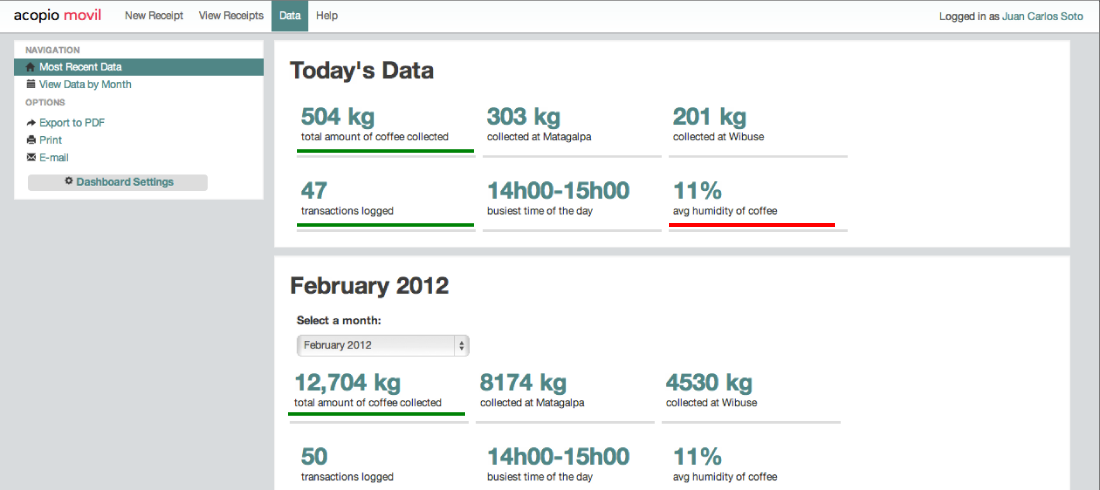 acopio movil New Receipt View Receipts Data Help Logged in as Juan Carlos Soto
NAVIGATION
Most Recent Data
View Data by Month
OPTIONS
Export to PDF
Print
E-mail
Dashboard Settings
Today's Data
504 kg 303 kg 201 kg
total amount of coffee collected collected at Matagalpa collected at Wibuse
47 14h00-15h00 11%
transactions logged busiest time of the day avg humidity of coffee
February 2012
Select a month:
February 2012
12,704 kg 8174 kg 4530 kg
total amount of coffee collected collected at Matagalpa collected at Wibuse
50 14h00-15h00 11%
transactions logged busiest time of the day avg humidity of coffee